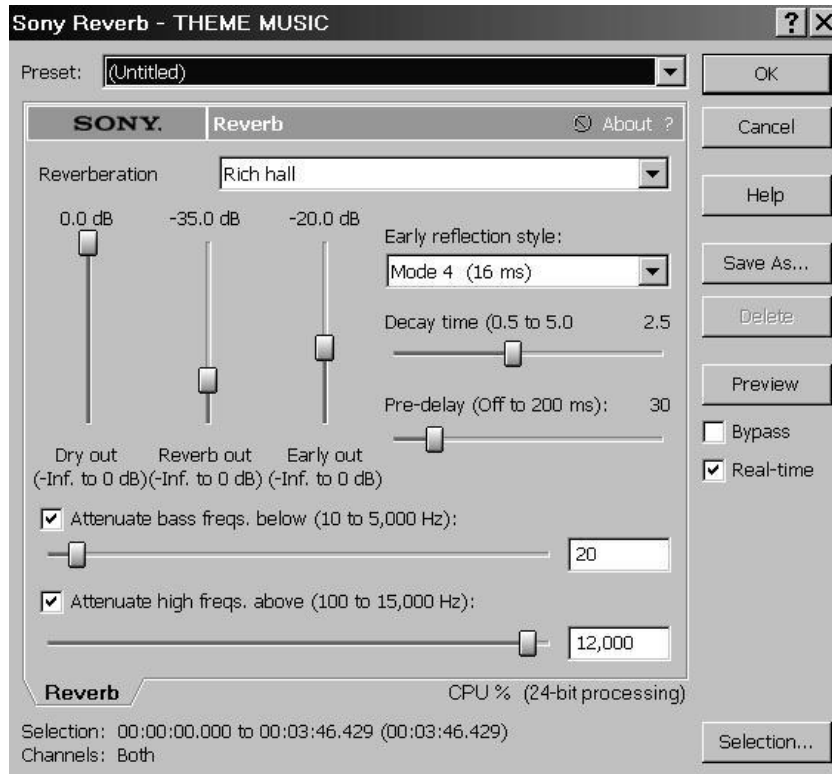 Sony Reverb - THEME MUSIC
Preset: (Untitled)
OK
SONY. Reverb About ?
Cancel
Reverberation Rich hall
Help
0.0 dB -35.0 dB -20.0 dB
Early reflection style:
Mode 4 (16 ms)
Save As...
Decay time (0.5 to 5.0 2.5
Delete
Pre-delay (Off to 200 ms): 30
Preview
Bypass
Real-time
Dry out Reverb out Early out
(-Inf. to 0 dB)(-Inf. to 0 dB) (-Inf. to 0 dB)
Attenuate bass freqs. below (10 to 5,000 Hz):
20
Attenuate high freqs. above (100 to 15,000 Hz):
12,000
Reverb CPU % (24-bit processing)
Selection: 00:00:00.000 to 00:03:46.429 (00:03:46.429)
Channels: Both
Selection...